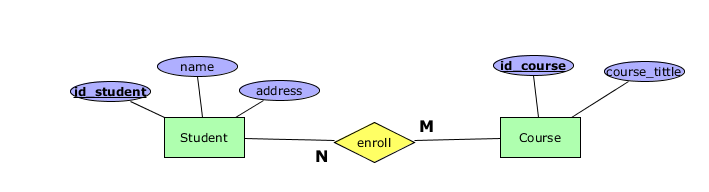 name
id_course
course_tittle
id_student
address
Student
enroll
Course
N
M